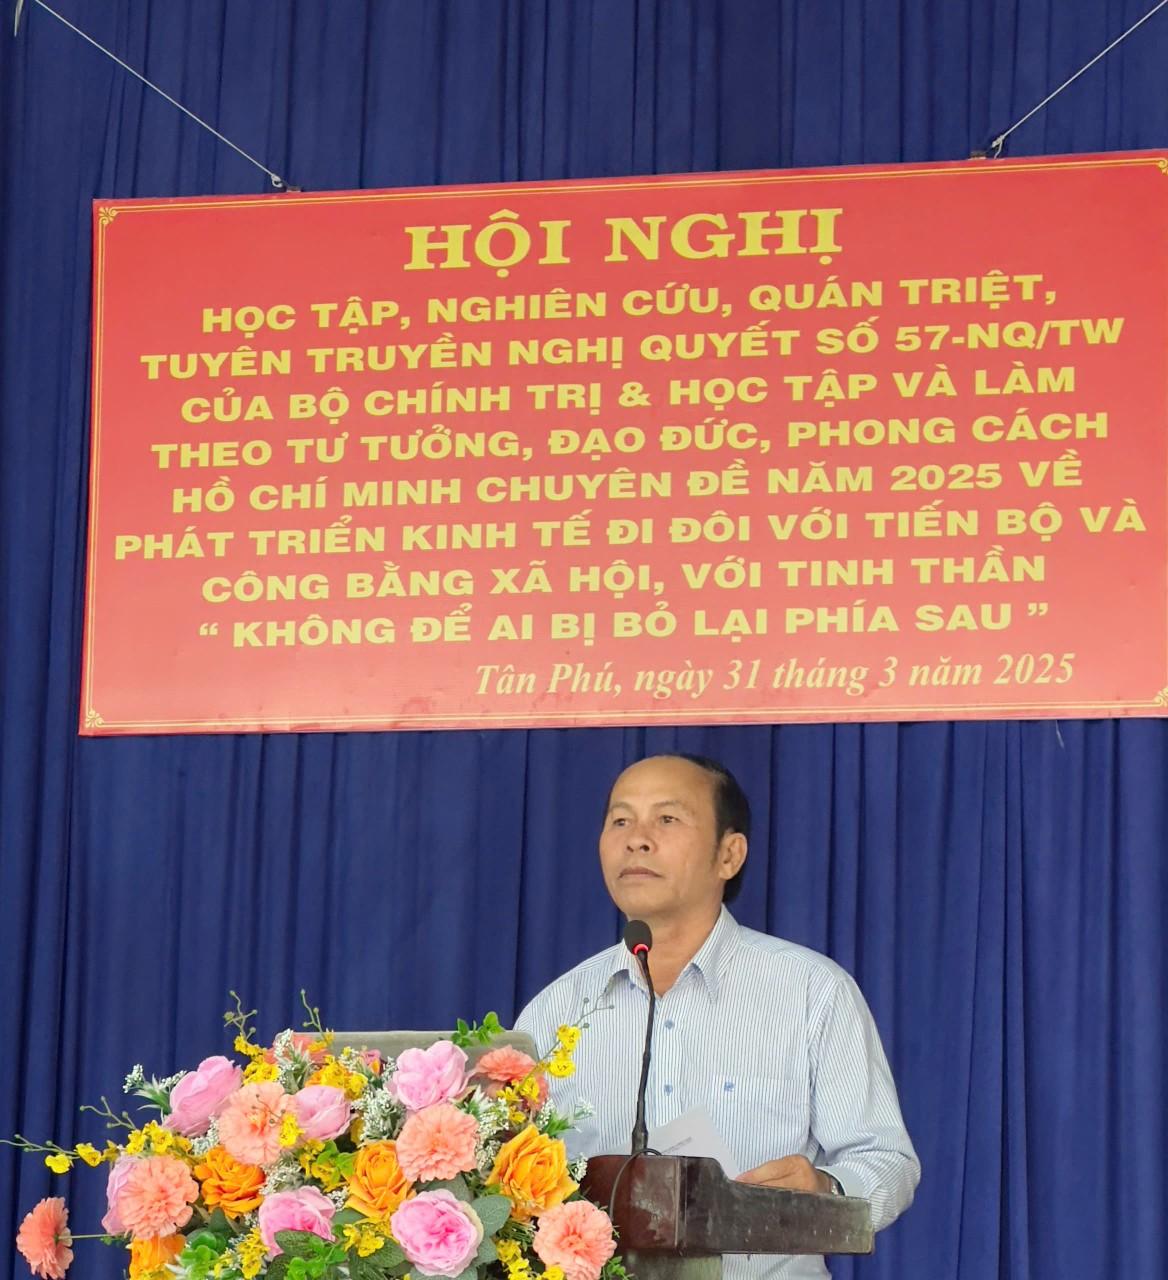 HỘI NGHỊ
HỌC TẬP, NGHIÊN CỨU, QUÁN TRIỆT,
TUYÊN TRUYỀN NGHỊ QUYẾT SỐ 57-NQ/TW
CỦA BỘ CHÍNH TRỊ & HỌC TẬP VÀ LÀM
THEO TƯ TƯỞNG, ĐẠO ĐỨC, PHONG CÁCH
HỒ CHÍ MINH CHUYÊN ĐỀ NĂM 2025 VỀ
PHÁT TRIỂN KINH TẾ ĐI ĐÔI VỚI TIẾN BỘ VÀ
CÔNG BẰNG XÃ HỘI, VỚI TINH THẦN
“ KHÔNG ĐỂ AI BỊ BỎ LẠI PHÍA SAU ”
Tân Phú, ngày 31 tháng 3 năm 2025